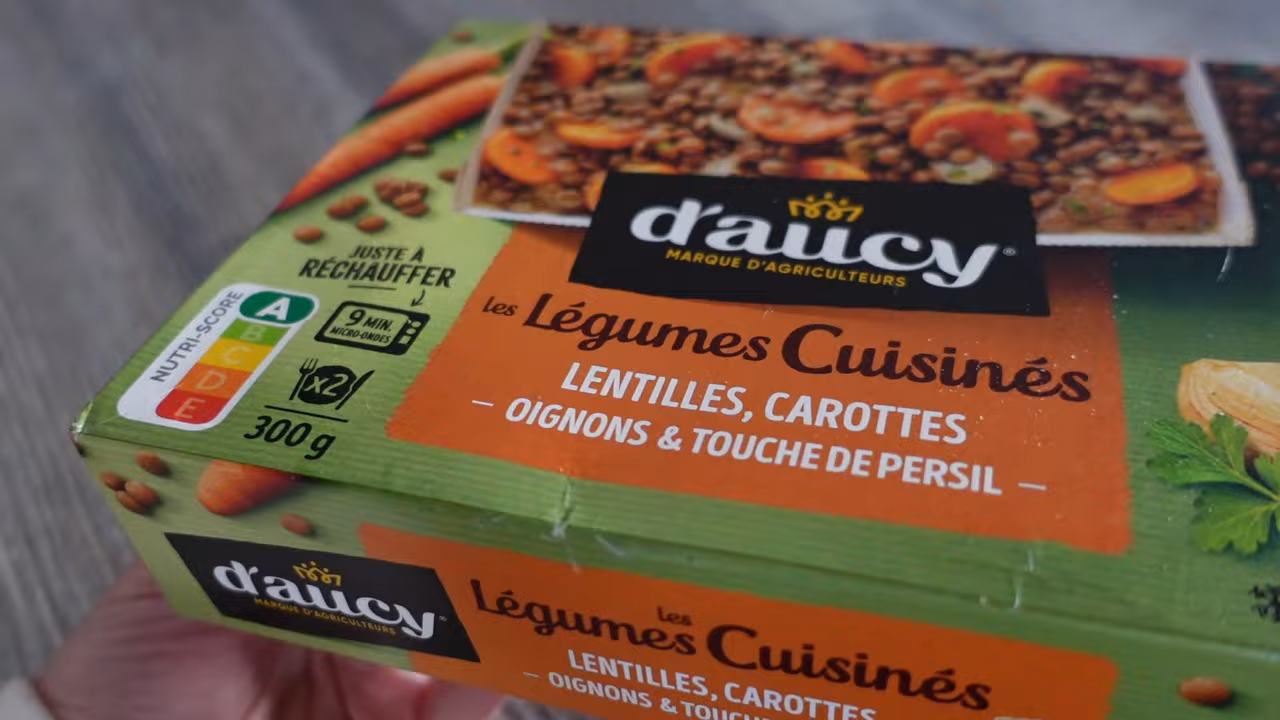 d'aucy®
MARQUE D'AGRICULTEURS
JUSTE À
RÉCHAUFFER
9 MIN.
MICRO-ONDES
NUTRI-SCORE
A
B
C
D
E
x2
300 g
les Légumes Cuisinés
LENTILLES, CAROTTES
– OIGNONS & TOUCHE DE PERSIL –
d'aucy
MARQUE D'AGRICULTEURS
les
Légumes Cuisinés
LENTILLES, CAROTTES
– OIGNONS &